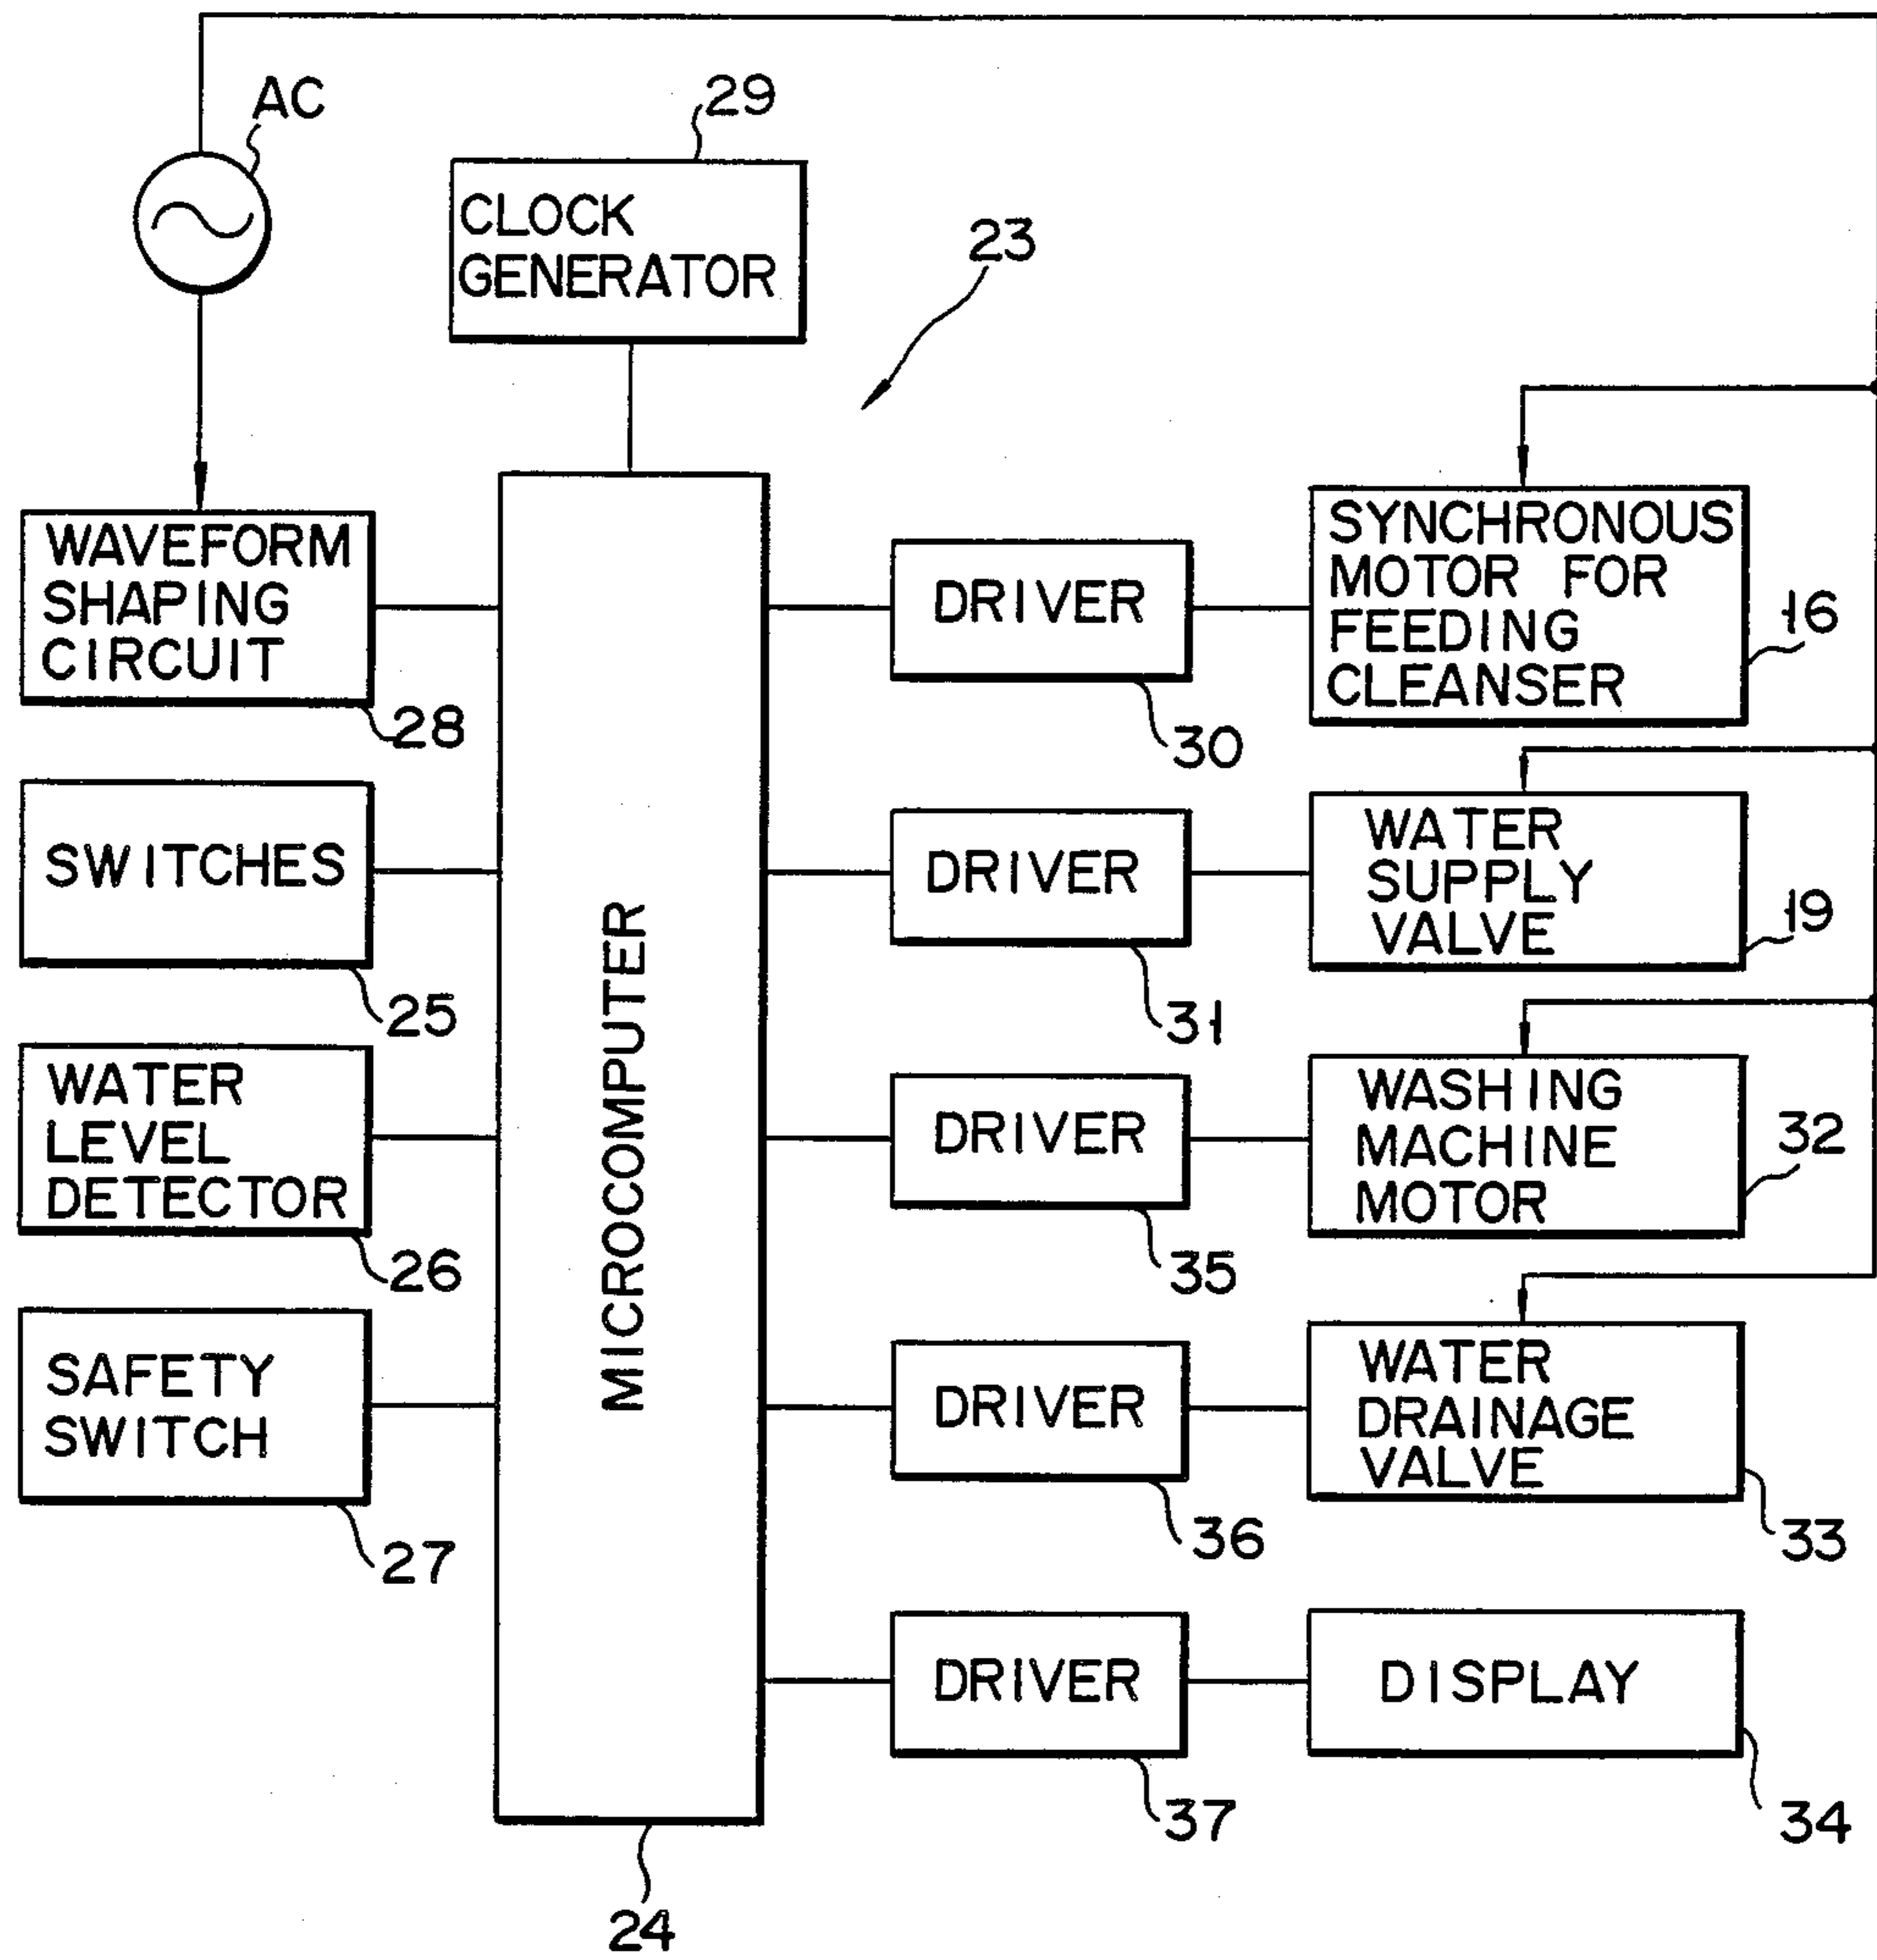 AC
29
CLOCK
GENERATOR
23
WAVEFORM
SHAPING
CIRCUIT
28
SWITCHES
25
WATER
LEVEL
DETECTOR
26
SAFETY
SWITCH
27
MICROCOMPUTER
24
DRIVER
30
SYNCHRONOUS
MOTOR FOR
FEEDING
CLEANSER
16
DRIVER
31
WATER
SUPPLY
VALVE
19
DRIVER
35
WASHING
MACHINE
MOTOR
32
DRIVER
36
WATER
DRAINAGE
VALVE
33
DRIVER
37
DISPLAY
34